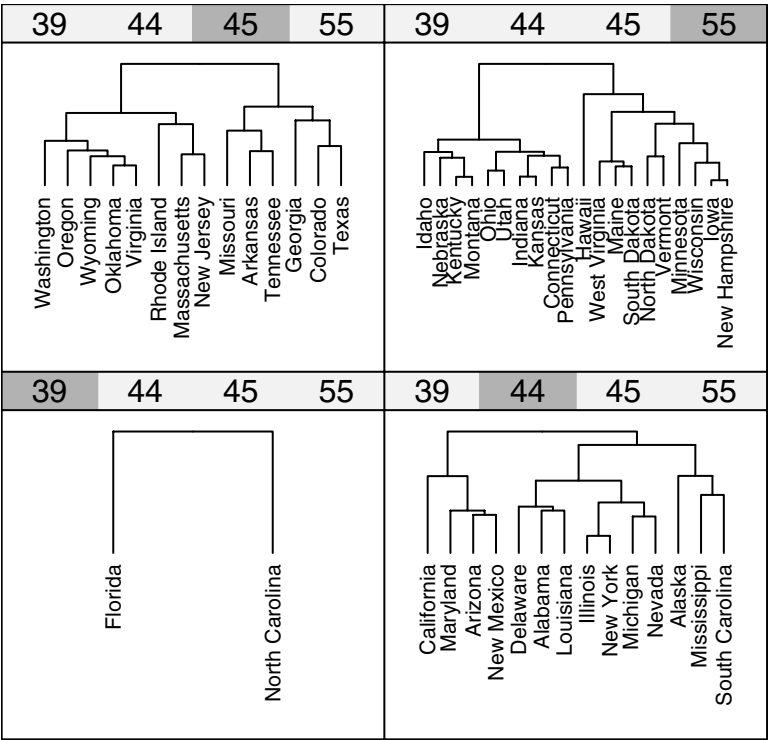 39 44 45 55
Washington
Oregon
Wyoming
Oklahoma
Virginia
Rhode Island
Massachusetts
New Jersey
Missouri
Arkansas
Tennessee
Georgia
Colorado
Texas
39 44 45 55
Idaho
Nebraska
Kentucky
Montana
Ohio
Utah
Indiana
Kansas
Connecticut
Pennsylvania
Hawaii
West Virginia
Maine
South Dakota
North Dakota
Vermont
Minnesota
Wisconsin
Iowa
New Hampshire
39 44 45 55
Florida
North Carolina
39 44 45 55
California
Maryland
Arizona
New Mexico
Delaware
Alabama
Louisiana
Illinois
New York
Michigan
Nevada
Alaska
Mississippi
South Carolina